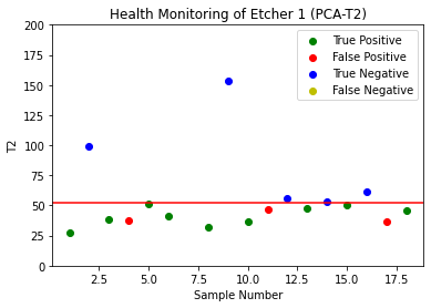 Health Monitoring of Etcher 1 (PCA-T2)
200
175
150
125
100
75
50
25
0
T2
True Positive
False Positive
True Negative
False Negative
2.5
5.0
7.5
10.0
12.5
15.0
17.5
Sample Number